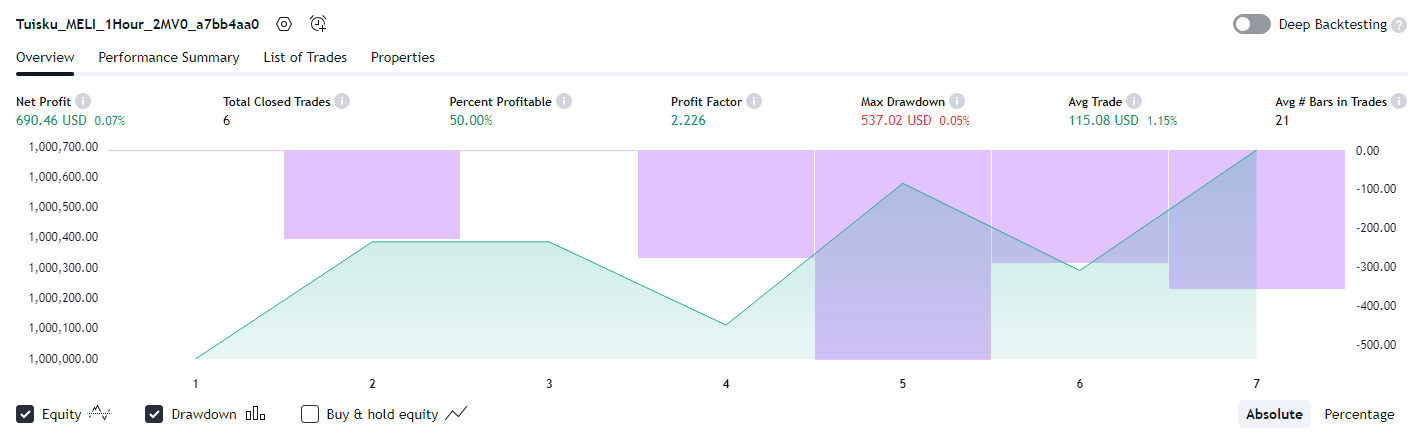 Tuisku_MELI_1Hour_2MV0_a7bb4aa0 Deep Backtesting ?
Overview Performance Summary List of Trades Properties
Net Profit i Total Closed Trades i Percent Profitable i Profit Factor i Max Drawdown i Avg Trade i Avg # Bars in Trades i
690.46 USD 0.07% 6 50.00% 2.226 537.02 USD 0.05% 115.08 USD 1.15% 21
1,000,700.00 0.00
1,000,600.00 -100.00
1,000,500.00 -200.00
1,000,400.00
1,000,300.00 -300.00
1,000,200.00 -400.00
1,000,100.00 -500.00
1,000,000.00
1 2 3 4 5 6 7
Equity Drawdown Buy & hold equity Absolute Percentage